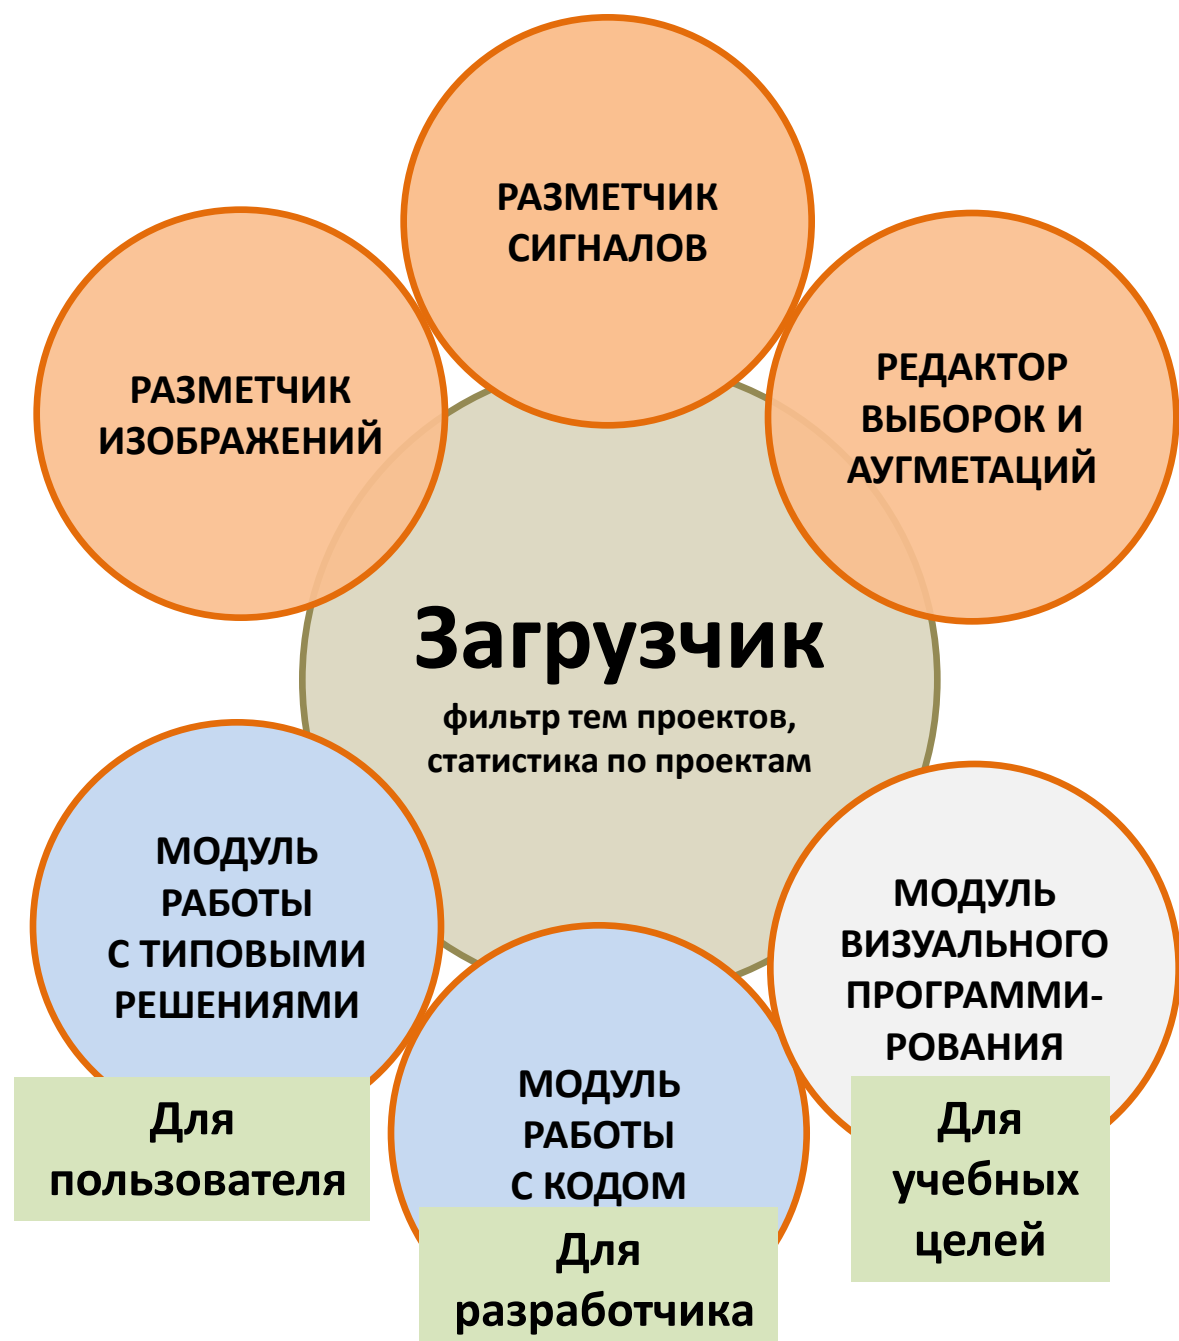 РАЗМЕТЧИК
СИГНАЛОВ
РАЗМЕТЧИК
ИЗОБРАЖЕНИЙ
РЕДАКТОР
ВЫБОРОК И
АУГМЕТАЦИЙ
Загрузчик
фильтр тем проектов,
статистика по проектам
МОДУЛЬ
РАБОТЫ
С ТИПОВЫМИ
РЕШЕНИЯМИ
Для
пользователя
МОДУЛЬ
РАБОТЫ
С КОДОМ
Для
разработчика
МОДУЛЬ
ВИЗУАЛЬНОГО
ПРОГРАММИ-
РОВАНИЯ
Для
учебных
целей